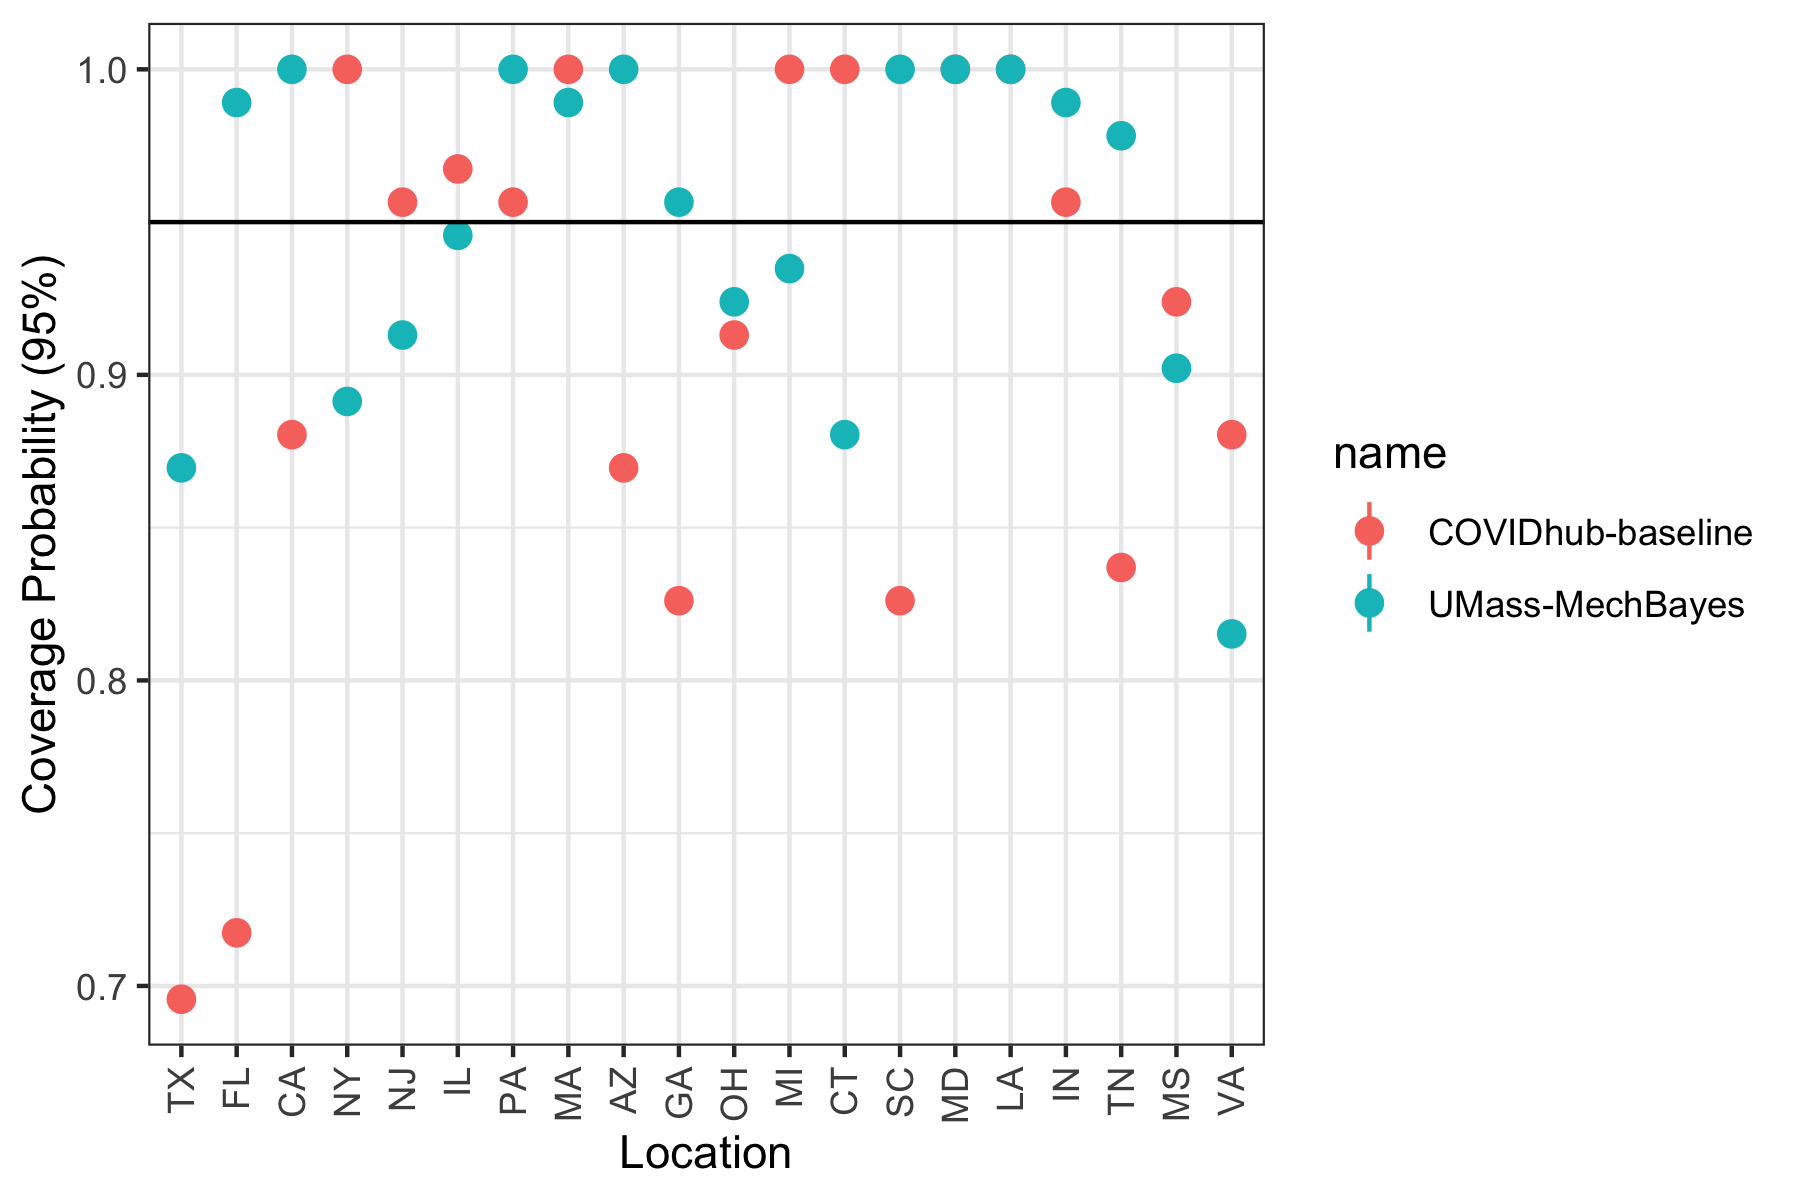 1.0
0.9
0.8
0.7
Coverage Probability (95%)
TX
FL
CA
NY
NJ
IL
PA
MA
AZ
GA
OH
MI
CT
SC
MD
LA
IN
TN
MS
VA
Location
name
COVIDhub-baseline
UMass-MechBayes